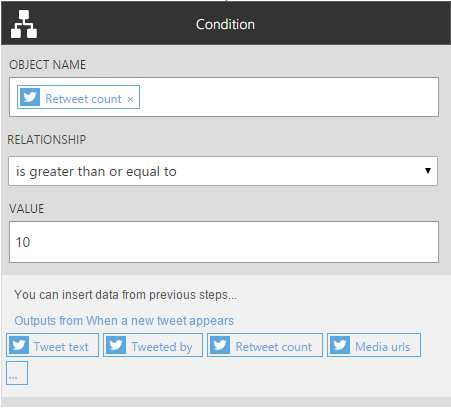 Condition
OBJECT NAME
Retweet count ×
RELATIONSHIP
is greater than or equal to
VALUE
10
You can insert data from previous steps...
Outputs from When a new tweet appears
Tweet text Tweeted by Retweet count Media urls
...